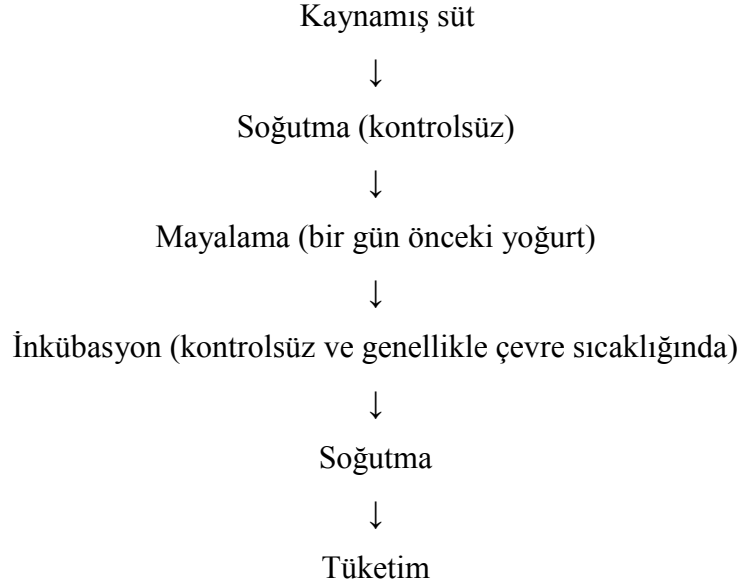 Kaynamış süt
↓
Soğutma (kontrolsüz)
↓
Mayalama (bir gün önceki yoğurt)
↓
İnkübasyon (kontrolsüz ve genellikle çevre sıcaklığında)
↓
Soğutma
↓
Tüketim